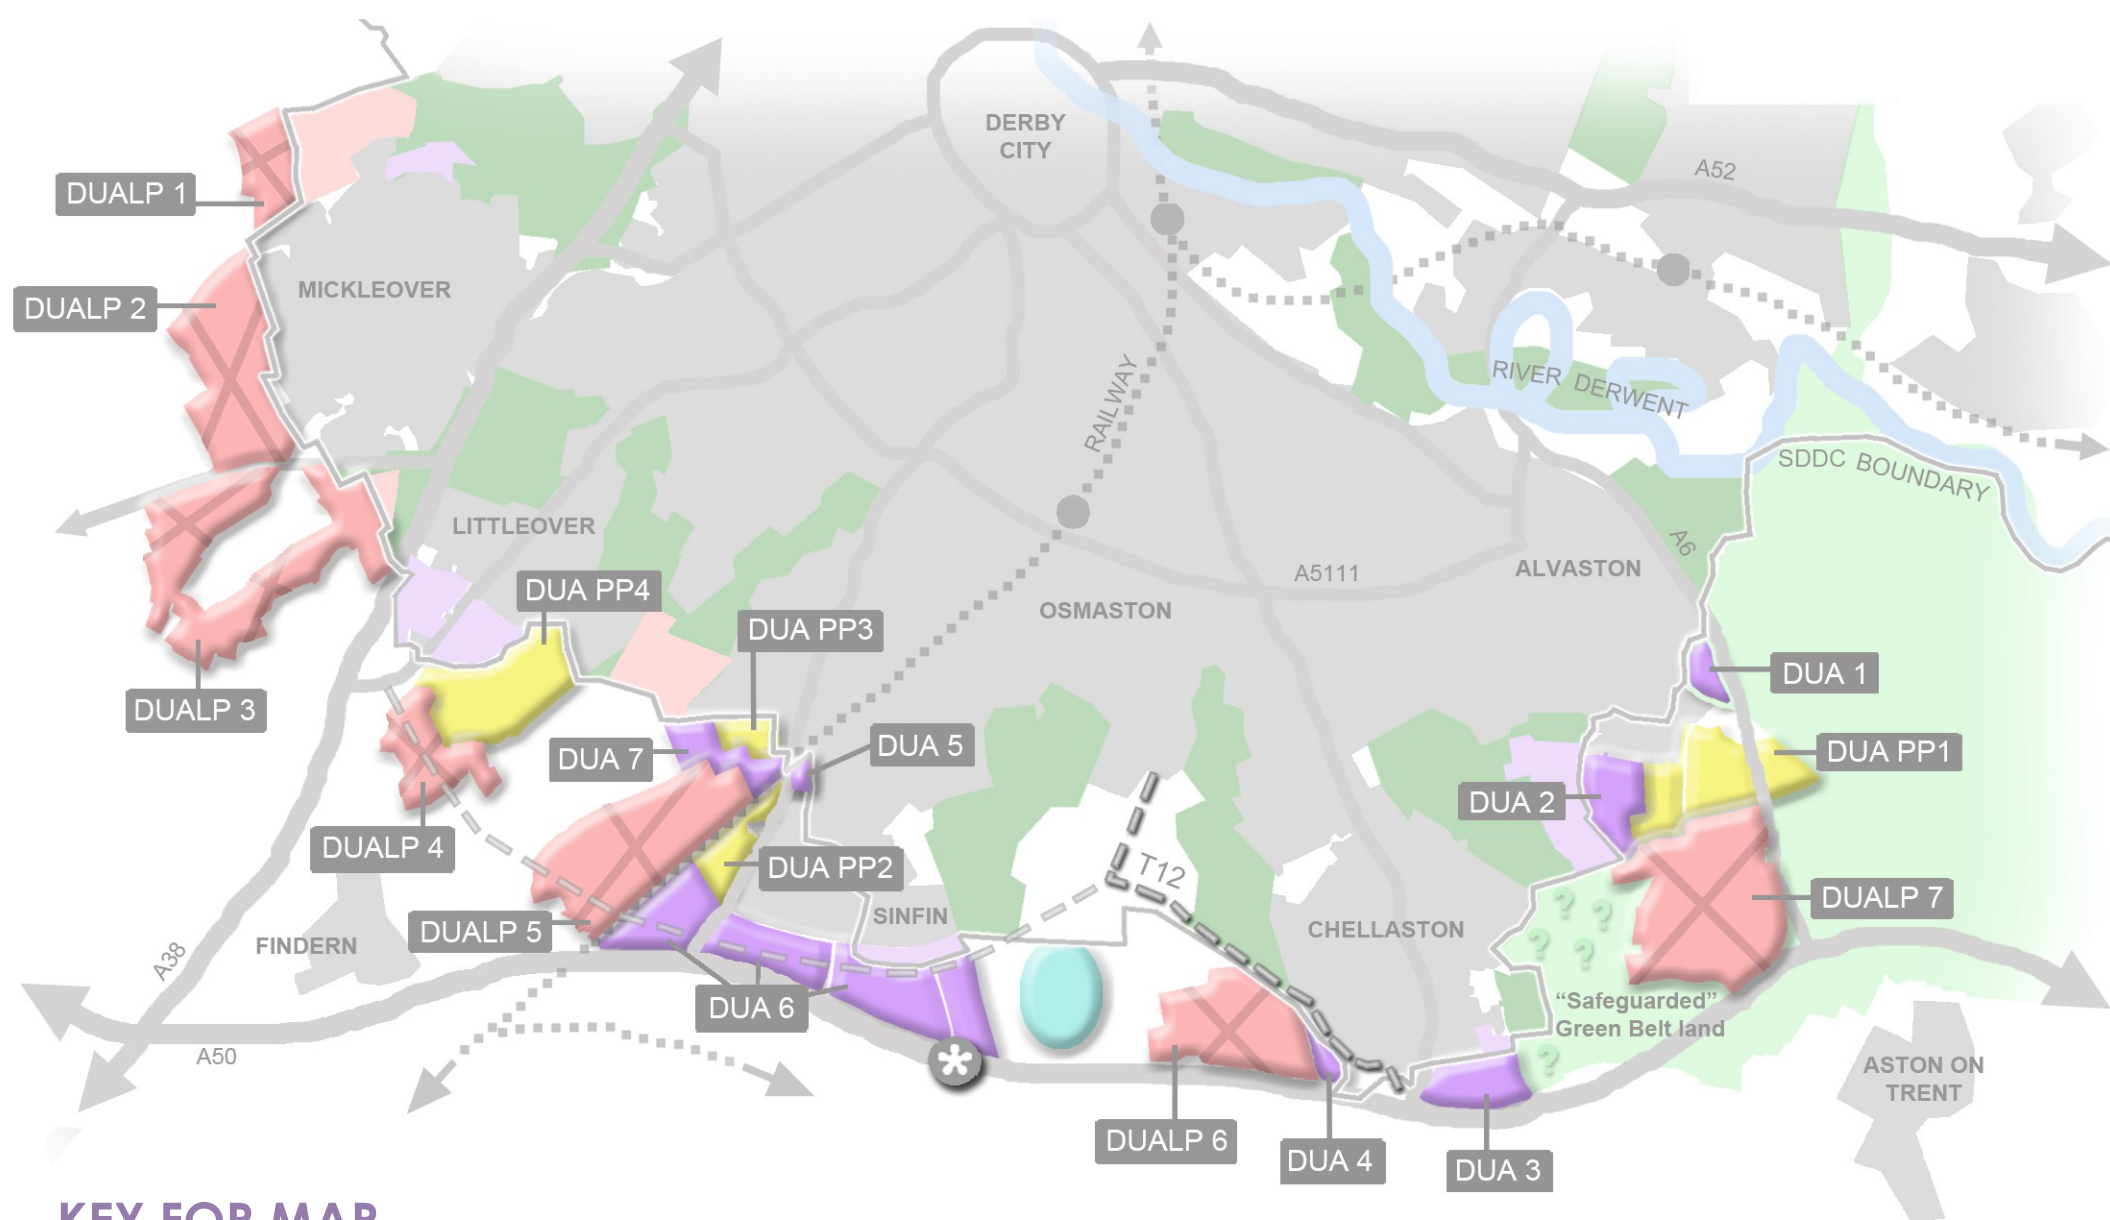 DERBY
CITY
A52
DUALP 1
MICKLEOVER
DUALP 2
RIVER DERWENT
RAILWAY
SDDC BOUNDARY
LITTLEOVER
A6
A5111
ALVASTON
DUA PP4
OSMASTON
DUA PP3
DUA 1
DUALP 3
DUA 5
DUA 7
DUA PP1
DUA 2
DUALP 4
DUA PP2
T12
DUALP 7
? ?
? ?
SINFIN
CHELLASTON
DUALP 5
FINDERN
A38
DUA 6
"Safeguarded"
Green Belt land
A50
*
?
ASTON ON
TRENT
DUALP 6
DUA 4
DUA 3
KEY FOR MAP